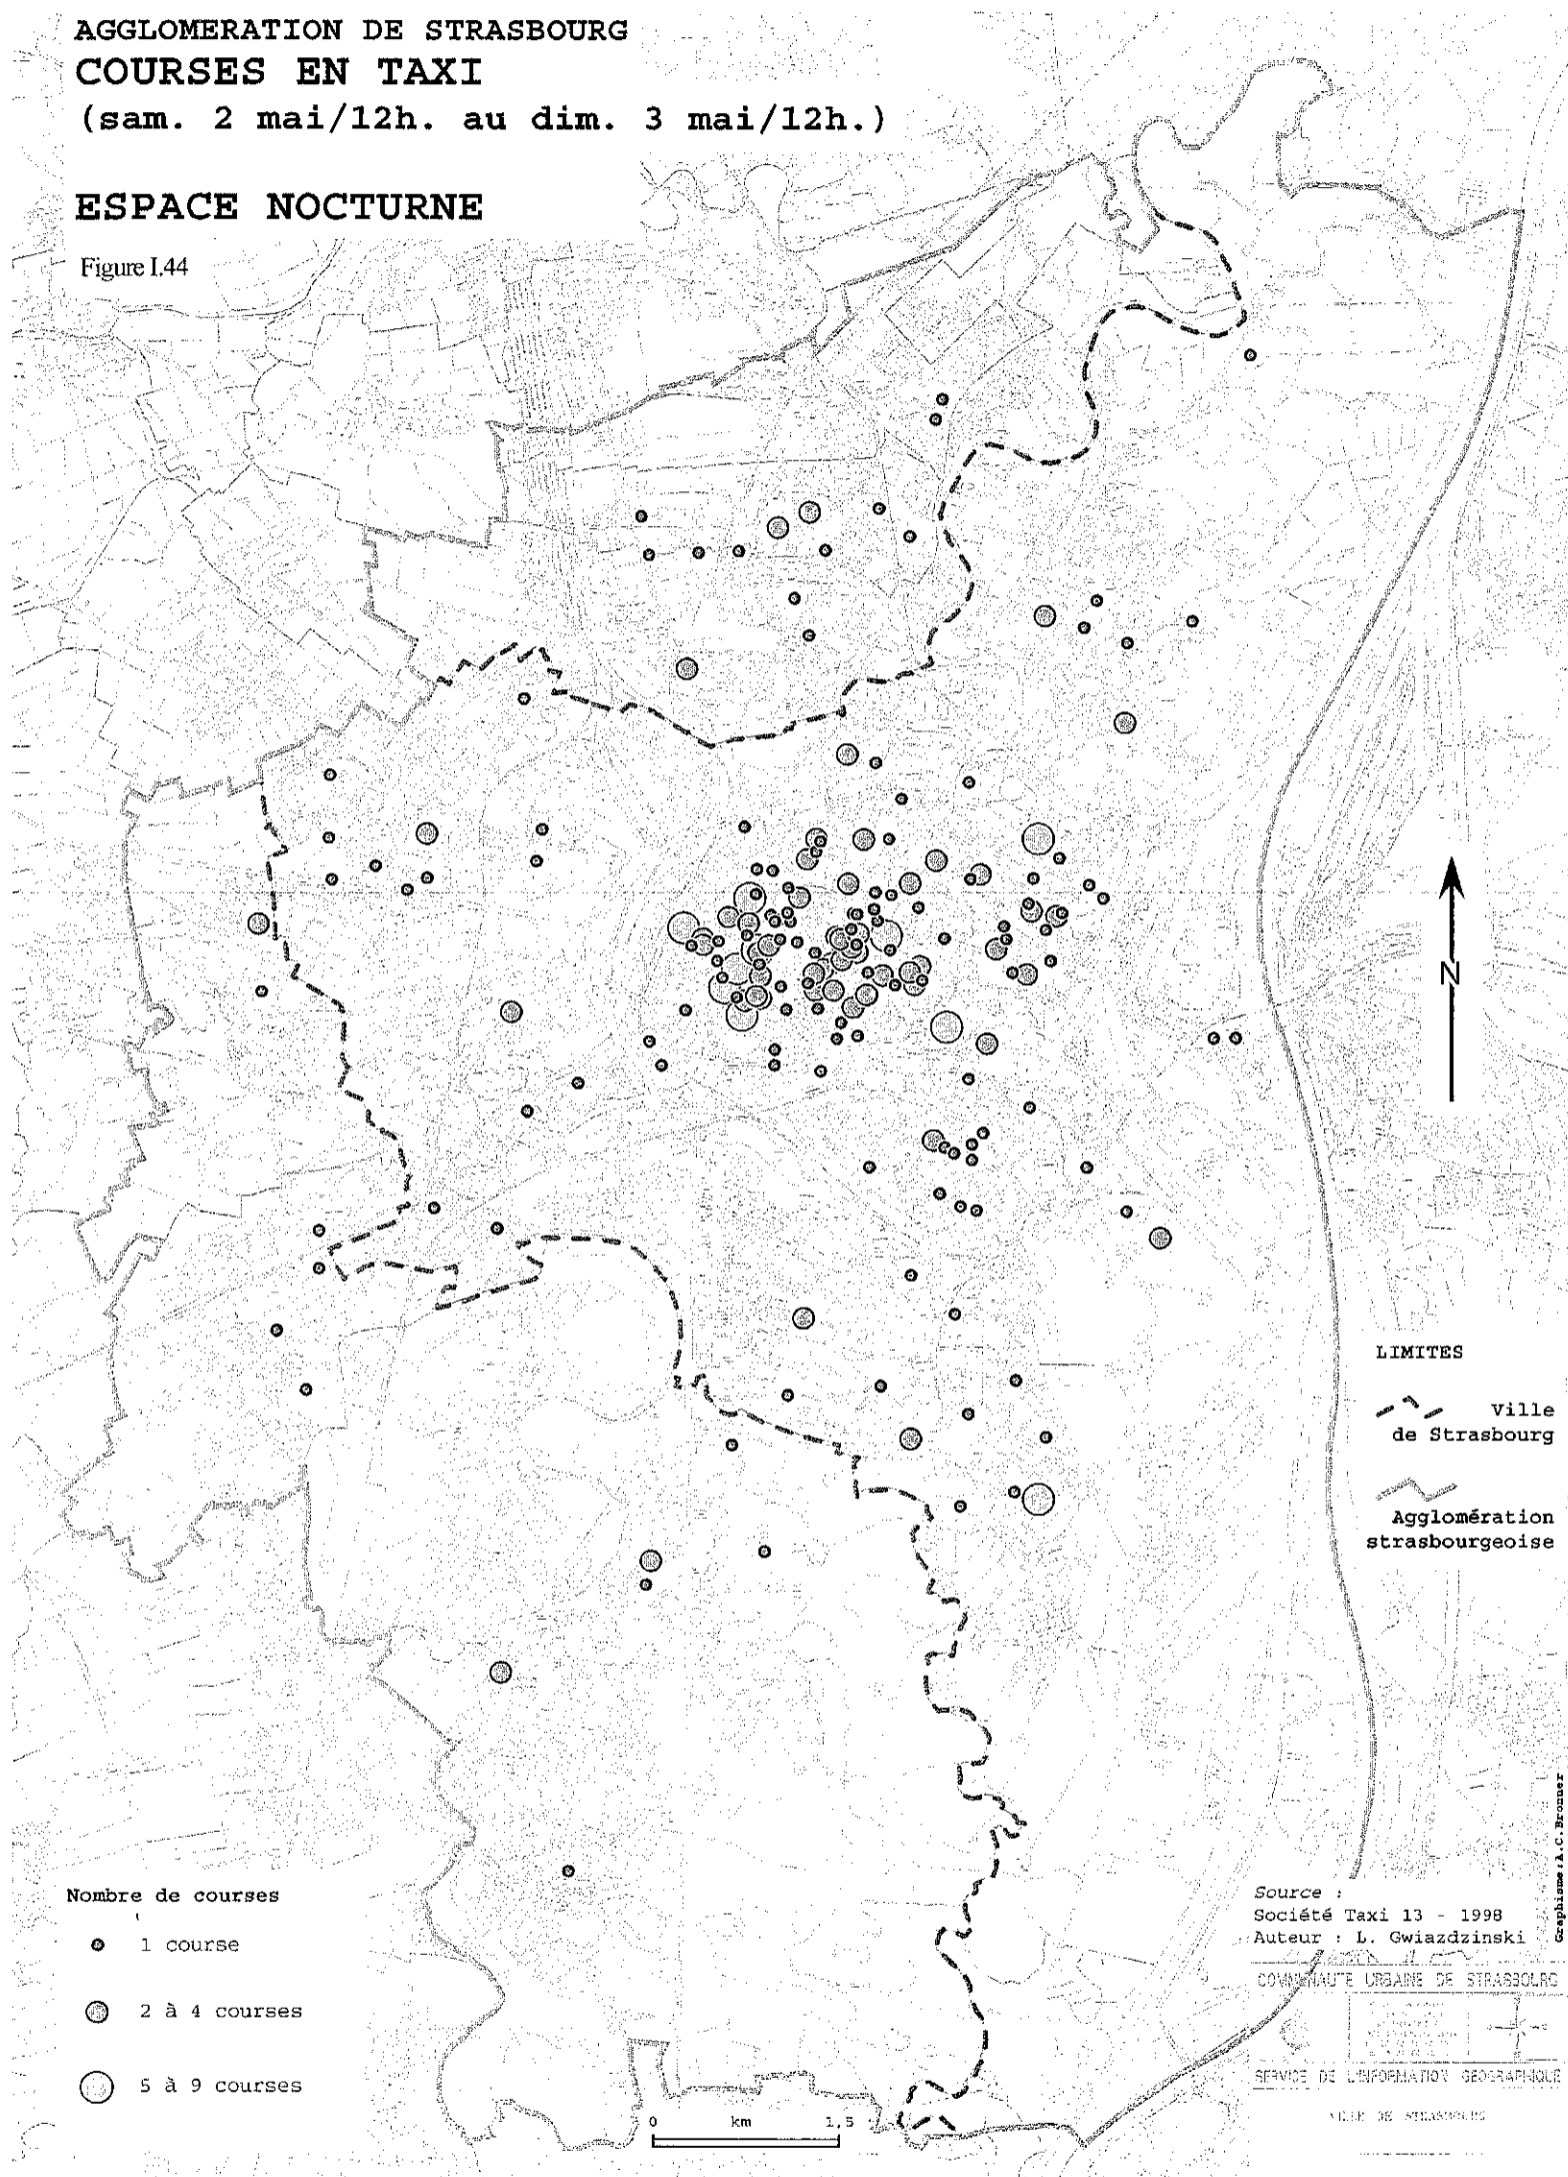 AGGLOMERATION DE STRASBOURG
COURSES EN TAXI
(sam. 2 mai/12h. au dim. 3 mai/12h.)
ESPACE NOCTURNE
Figure I.44
N
LIMITES
Ville
de Strasbourg
Agglomération
strasbourgeoise
Nombre de courses
1 course
2 à 4 courses
5 à 9 courses
0 km 1,5
Source :
Société Taxi 13 - 1998
Auteur : L. Gwiazdzinski
Graphisme:A.C.Bronner
COMMUNAUTE URBAINE DE STRASBOURG
SERVICE DE L'INFORMATION GEOGRAPHIQUE
VILLE DE STRASBOURG